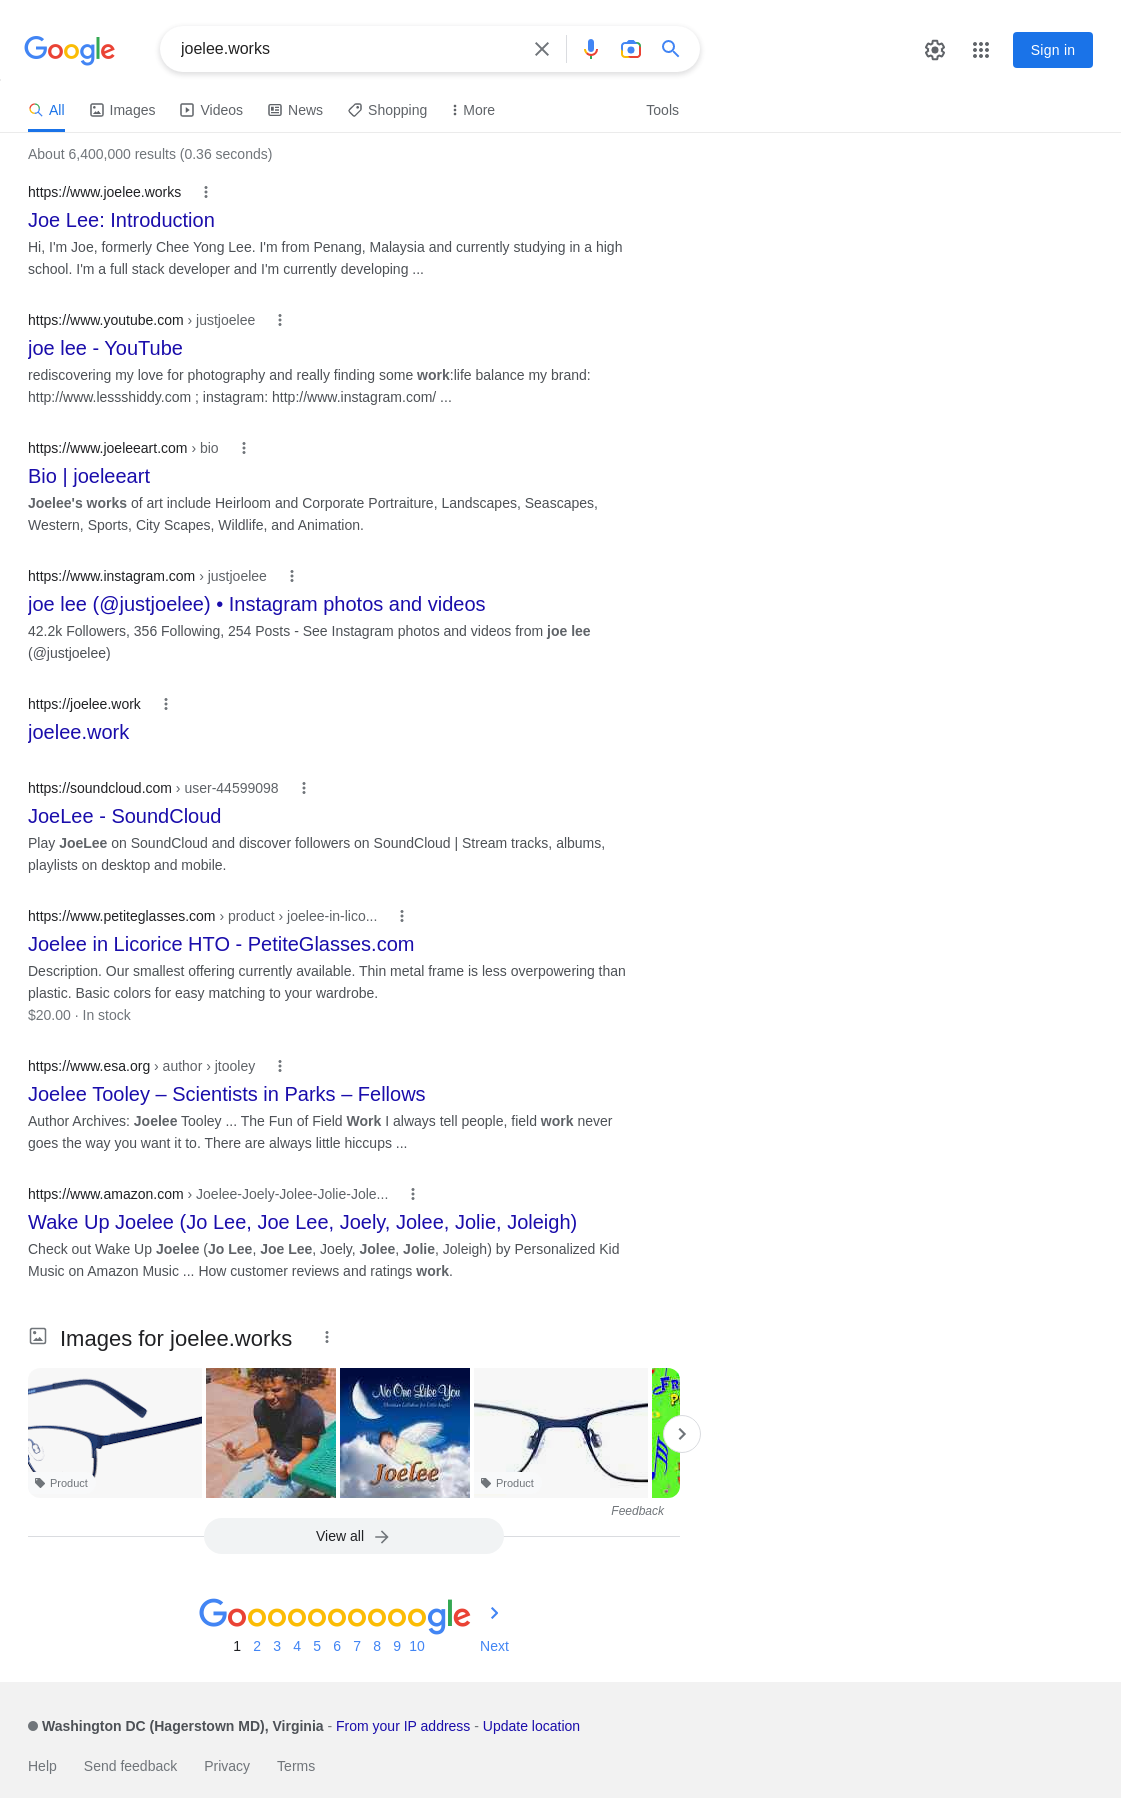 Google
joelee.works
Sign in
All
Images
Videos
News
Shopping
More
Tools
About 6,400,000 results (0.36 seconds)
https://www.joelee.works
Joe Lee: Introduction
Hi, I'm Joe, formerly Chee Yong Lee. I'm from Penang, Malaysia and currently studying in a high
school. I'm a full stack developer and I'm currently developing ...
https://www.youtube.com › justjoelee
joe lee - YouTube
rediscovering my love for photography and really finding some work:life balance my brand:
http://www.lessshiddy.com ; instagram: http://www.instagram.com/ ...
https://www.joeleeart.com › bio
Bio | joeleeart
Joelee's works of art include Heirloom and Corporate Portraiture, Landscapes, Seascapes,
Western, Sports, City Scapes, Wildlife, and Animation.
https://www.instagram.com › justjoelee
joe lee (@justjoelee) • Instagram photos and videos
42.2k Followers, 356 Following, 254 Posts - See Instagram photos and videos from joe lee
(@justjoelee)
https://joelee.work
joelee.work
https://soundcloud.com › user-44599098
JoeLee - SoundCloud
Play JoeLee on SoundCloud and discover followers on SoundCloud | Stream tracks, albums,
playlists on desktop and mobile.
https://www.petiteglasses.com › product › joelee-in-lico...
Joelee in Licorice HTO - PetiteGlasses.com
Description. Our smallest offering currently available. Thin metal frame is less overpowering than
plastic. Basic colors for easy matching to your wardrobe.
$20.00 · In stock
https://www.esa.org › author › jtooley
Joelee Tooley – Scientists in Parks – Fellows
Author Archives: Joelee Tooley ... The Fun of Field Work I always tell people, field work never
goes the way you want it to. There are always little hiccups ...
https://www.amazon.com › Joelee-Joely-Jolee-Jolie-Jole...
Wake Up Joelee (Jo Lee, Joe Lee, Joely, Jolee, Jolie, Joleigh)
Check out Wake Up Joelee (Jo Lee, Joe Lee, Joely, Jolee, Jolie, Joleigh) by Personalized Kid
Music on Amazon Music ... How customer reviews and ratings work.
Images for joelee.works
No One Like You
Joelee
Product
Product
Feedback
View all
Goooooooooogle
1 2 3 4 5 6 7 8 9 10 Next
Washington DC (Hagerstown MD), Virginia - From your IP address - Update location
Help
Send feedback
Privacy
Terms